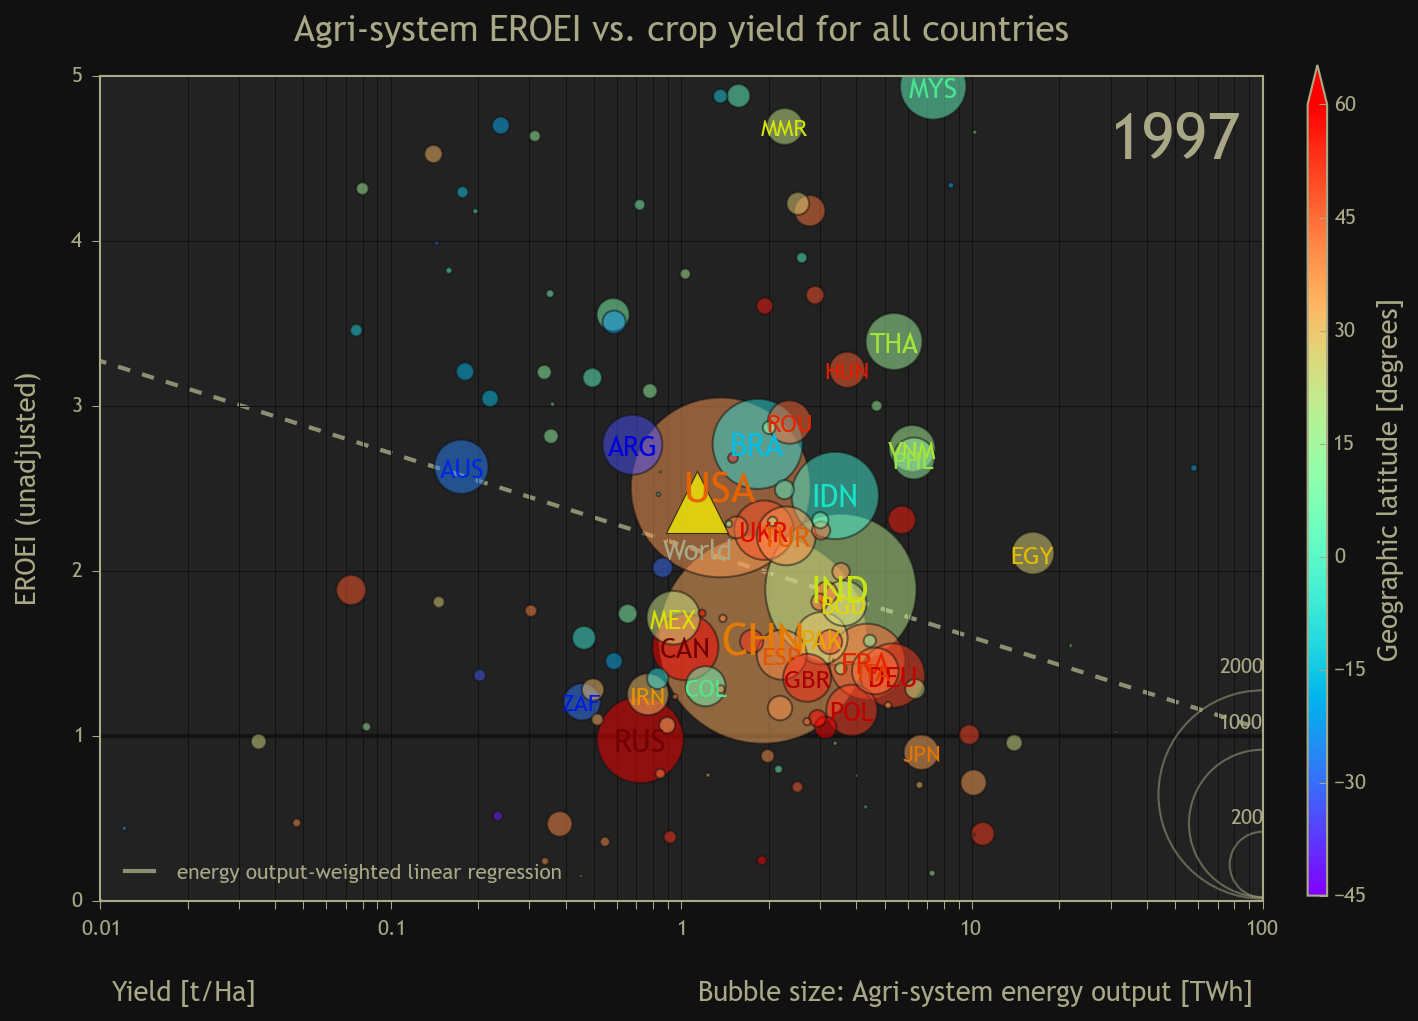 Agri-system EROEI vs. crop yield for all countries
1997
EROEI (unadjusted)
5
4
3
2
1
0
MYS
MMR
THA
HUN
ROU
ARG
BRA
VNM
PHL
AUS
USA
IDN
UKR
TUR
World
EGY
IND
BGD
MEX
CHN
PAK
CAN
ESP
FRA
GBR
DEU
COL
IRN
ZAF
POL
RUS
JPN
2000
1000
200
energy output-weighted linear regression
0.01
0.1
1
10
100
Yield [t/Ha]
Bubble size: Agri-system energy output [TWh]
60
45
30
15
0
−15
−30
−45
Geographic latitude [degrees]